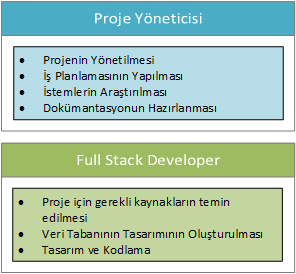 Proje Yöneticisi
• Projenin Yönetilmesi
• İş Planlamasının Yapılması
• İstemlerin Araştırılması
• Dokümantasyonun Hazırlanması
Full Stack Developer
• Proje için gerekli kaynakların temin
edilmesi
• Veri Tabanının Tasarımının Oluşturulması
• Tasarım ve Kodlama